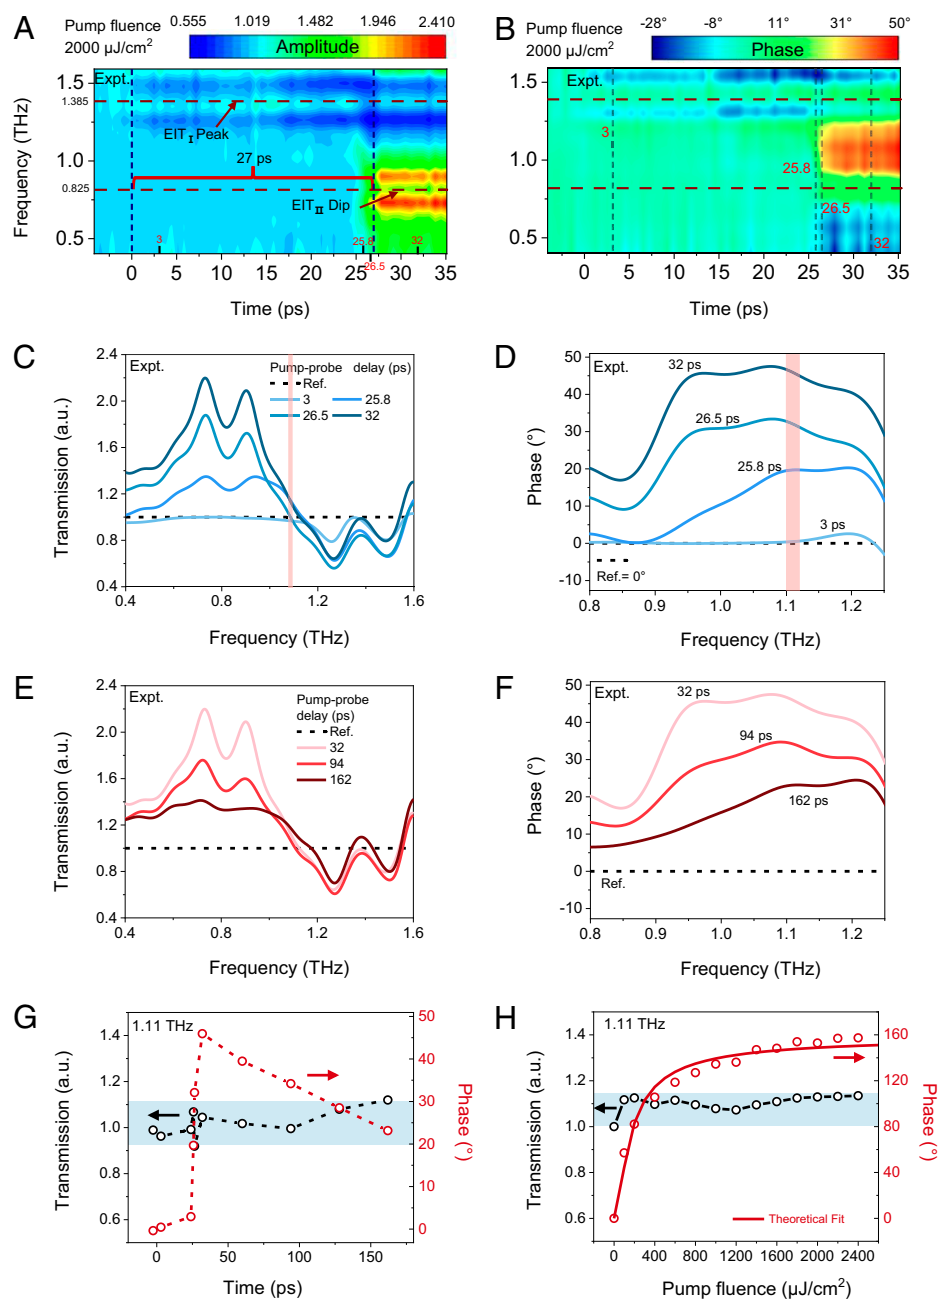 A
Pump fluence
2000 µJ/cm²
0.555 1.019 1.482 1.946 2.410
Amplitude
Expt.
1.5
1.385
1.0
0.825
0.5
Frequency (THz)
EIT I Peak
27 ps
EIT II Dip
3
25.8
32
26.5
0 5 10 15 20 25 30 35
Time (ps)
B
Pump fluence
2000 µJ/cm²
-28° -8° 11° 31° 50°
Phase
Expt.
1.5
1.0
0.5
3
25.8
26.5
32
0 5 10 15 20 25 30 35
Time (ps)
C
Expt.
Pump-probe delay (ps)
Ref.
3 25.8
26.5 32
2.4
2.0
1.6
1.2
0.8
0.4
Transmission (a.u.)
0.4 0.8 1.2 1.6
Frequency (THz)
D
Expt.
50
40
30
20
10
0
-10
Phase (°)
32 ps
26.5 ps
25.8 ps
3 ps
Ref.= 0°
0.8 0.9 1.0 1.1 1.2
Frequency (THz)
E
Expt.
Pump-probe
delay (ps)
Ref.
32
94
162
2.4
2.0
1.6
1.2
0.8
0.4
Transmission (a.u.)
0.4 0.8 1.2 1.6
Frequency (THz)
F
Expt.
50
40
30
20
10
0
-10
Phase (°)
32 ps
94 ps
162 ps
Ref.
0.8 0.9 1.0 1.1 1.2
Frequency (THz)
G
1.11 THz
1.4
1.2
1.0
0.8
0.6
Transmission (a.u.)
50
40
30
20
10
0
Phase (°)
0 50 100 150
Time (ps)
H
1.11 THz
1.4
1.2
1.0
0.8
0.6
Transmission (a.u.)
160
120
80
40
0
Phase (°)
Theoretical Fit
0 400 800 1200 1600 2000 2400
Pump fluence (µJ/cm²)